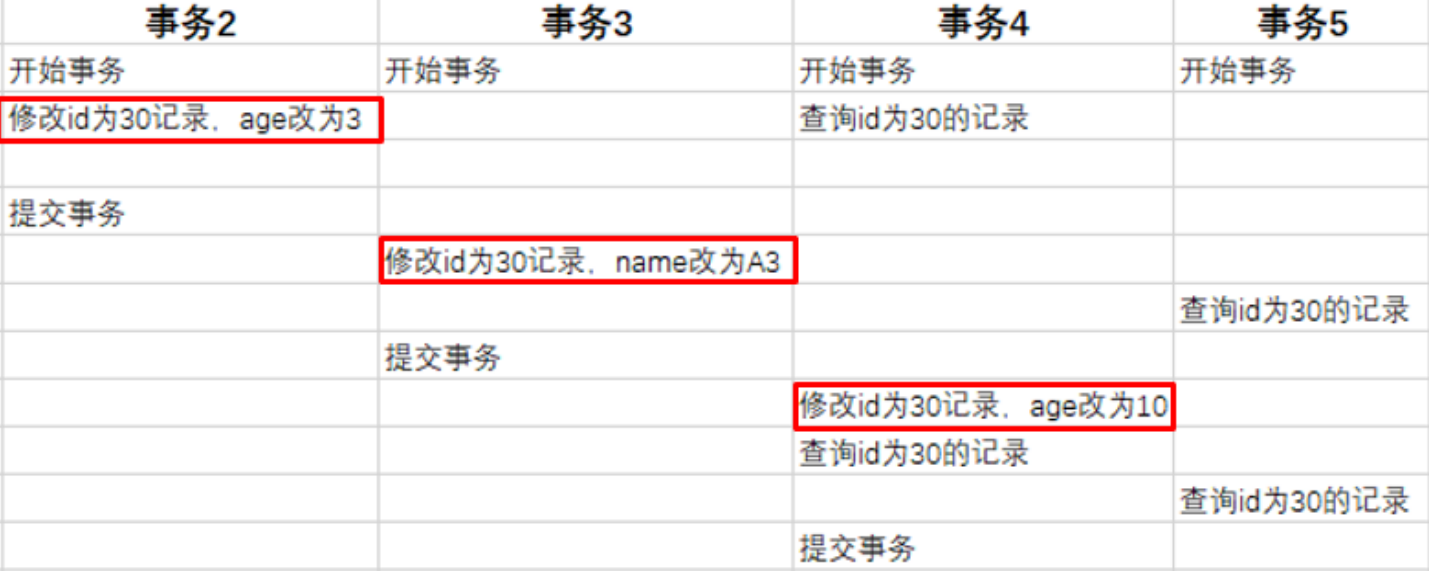 事务2 事务3 事务4 事务5
开始事务 开始事务 开始事务 开始事务
修改id为30记录，age改为3 查询id为30的记录
提交事务
修改id为30记录，name改为A3
查询id为30的记录
提交事务
修改id为30记录，age改为10
查询id为30的记录
查询id为30的记录
提交事务